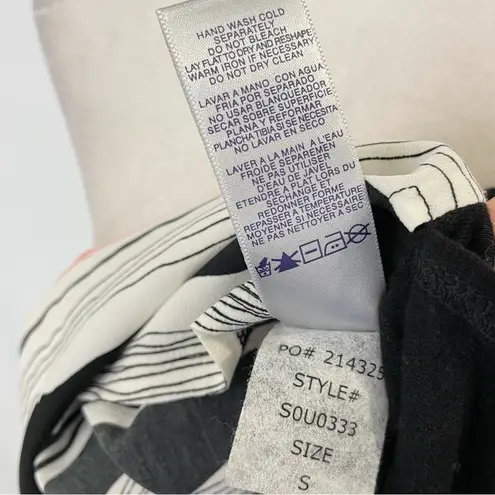 HAND WASH COLD
SEPARATELY
DO NOT BLEACH
LAY FLAT TO DRY AND RESHAPE
WARM IRON IF NECESSARY
DO NOT DRY CLEAN
LAVAR A MANO CON AGUA
FRIA POR SEPARADO
NO USAR BLANQUEADOR
SECAR SOBRE SUPERFICIE
PLANA Y REFORMAR
PLANCHA TIBIA SI SE NECESITA
NO LAVAR EN SECO
LAVER A LA MAIN A L'EAU
FROIDE SEPAREMEN
NE PAS UTILISER
D'EAU DE JAVEL
ETENDRE A PLAT LORS DU
SECHANGE ET
REDONNER FORME
REPASSER A TEMPERATURE
MOYENNE SI NECESSAIRE
NE PAS NETTOYER A SEC
PO# 214325
STYLE#
S0U0333
SIZE
S